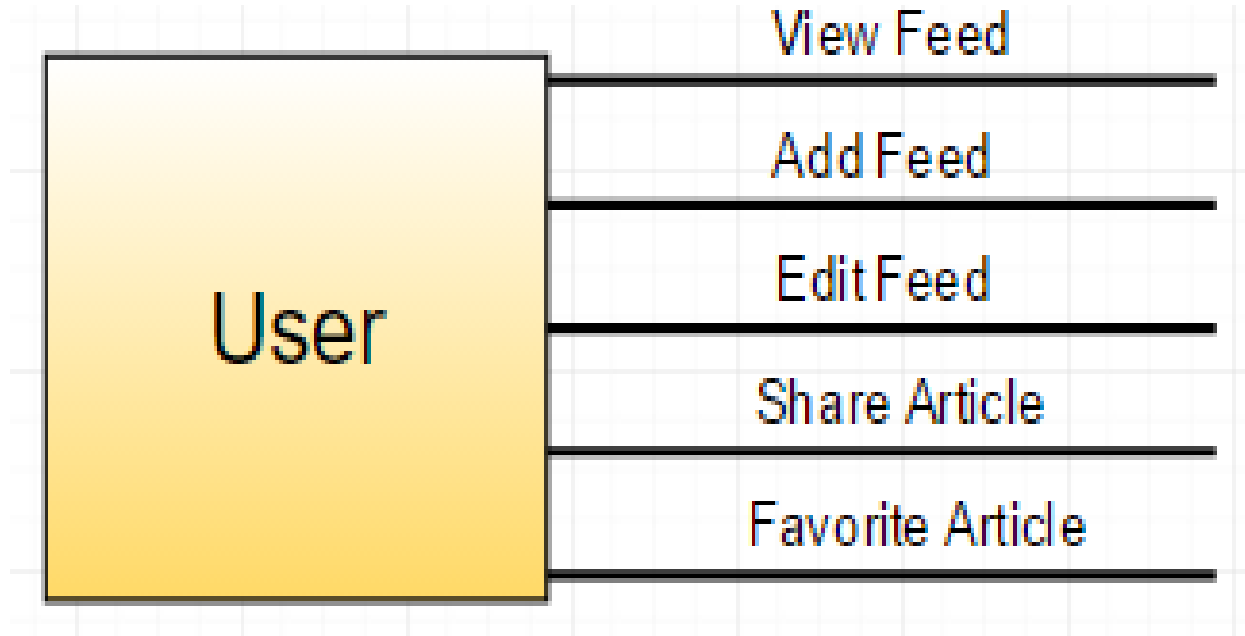 View Feed
Add Feed
Edit Feed
User
Share Article
Favorite Article